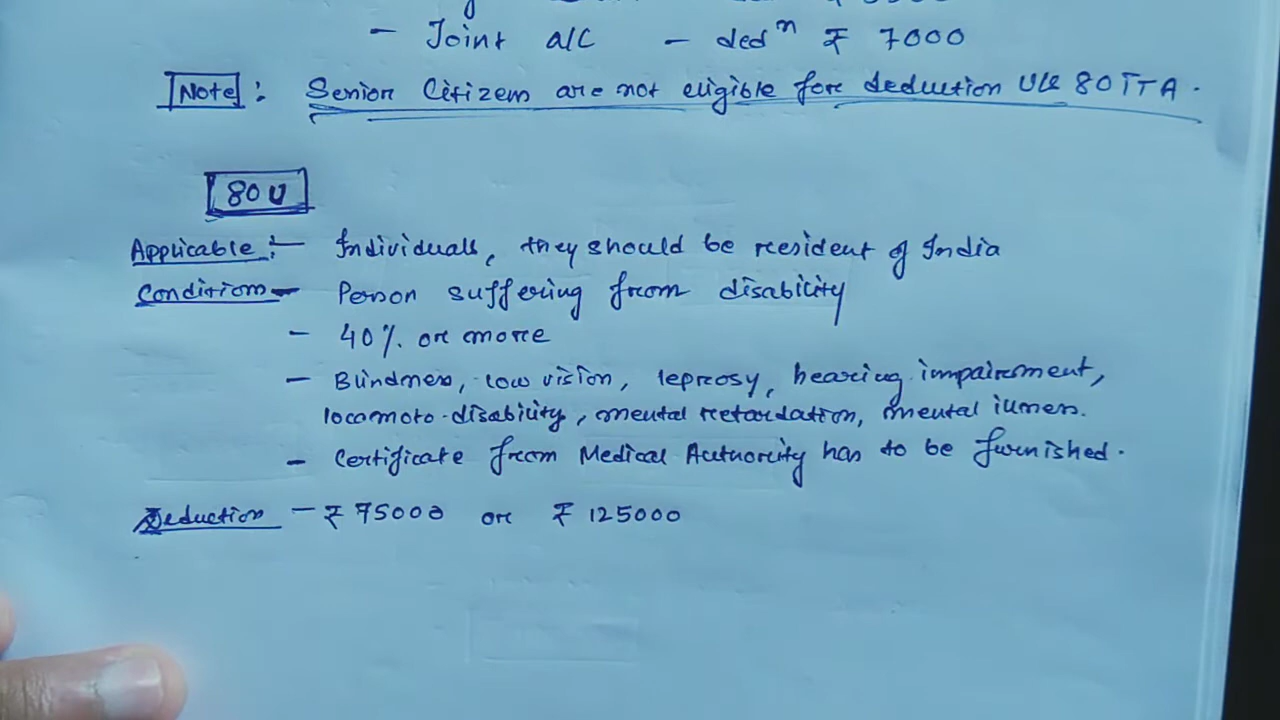 - Joint a/c - dedn ₹ 7000
Note : Senior Citizens are not eligible for deduction U/s 80TTA.
80U
Applicable :- Individuals, they should be resident of India
Condition - Person suffering from disability
- 40% or more
- Blindness, low vision, leprosy, hearing impairment,
locomoto-disability, mental retardation, mental illness.
- Certificate from Medical Authority has to be furnished.
Deduction - ₹ 75000 or ₹ 125000